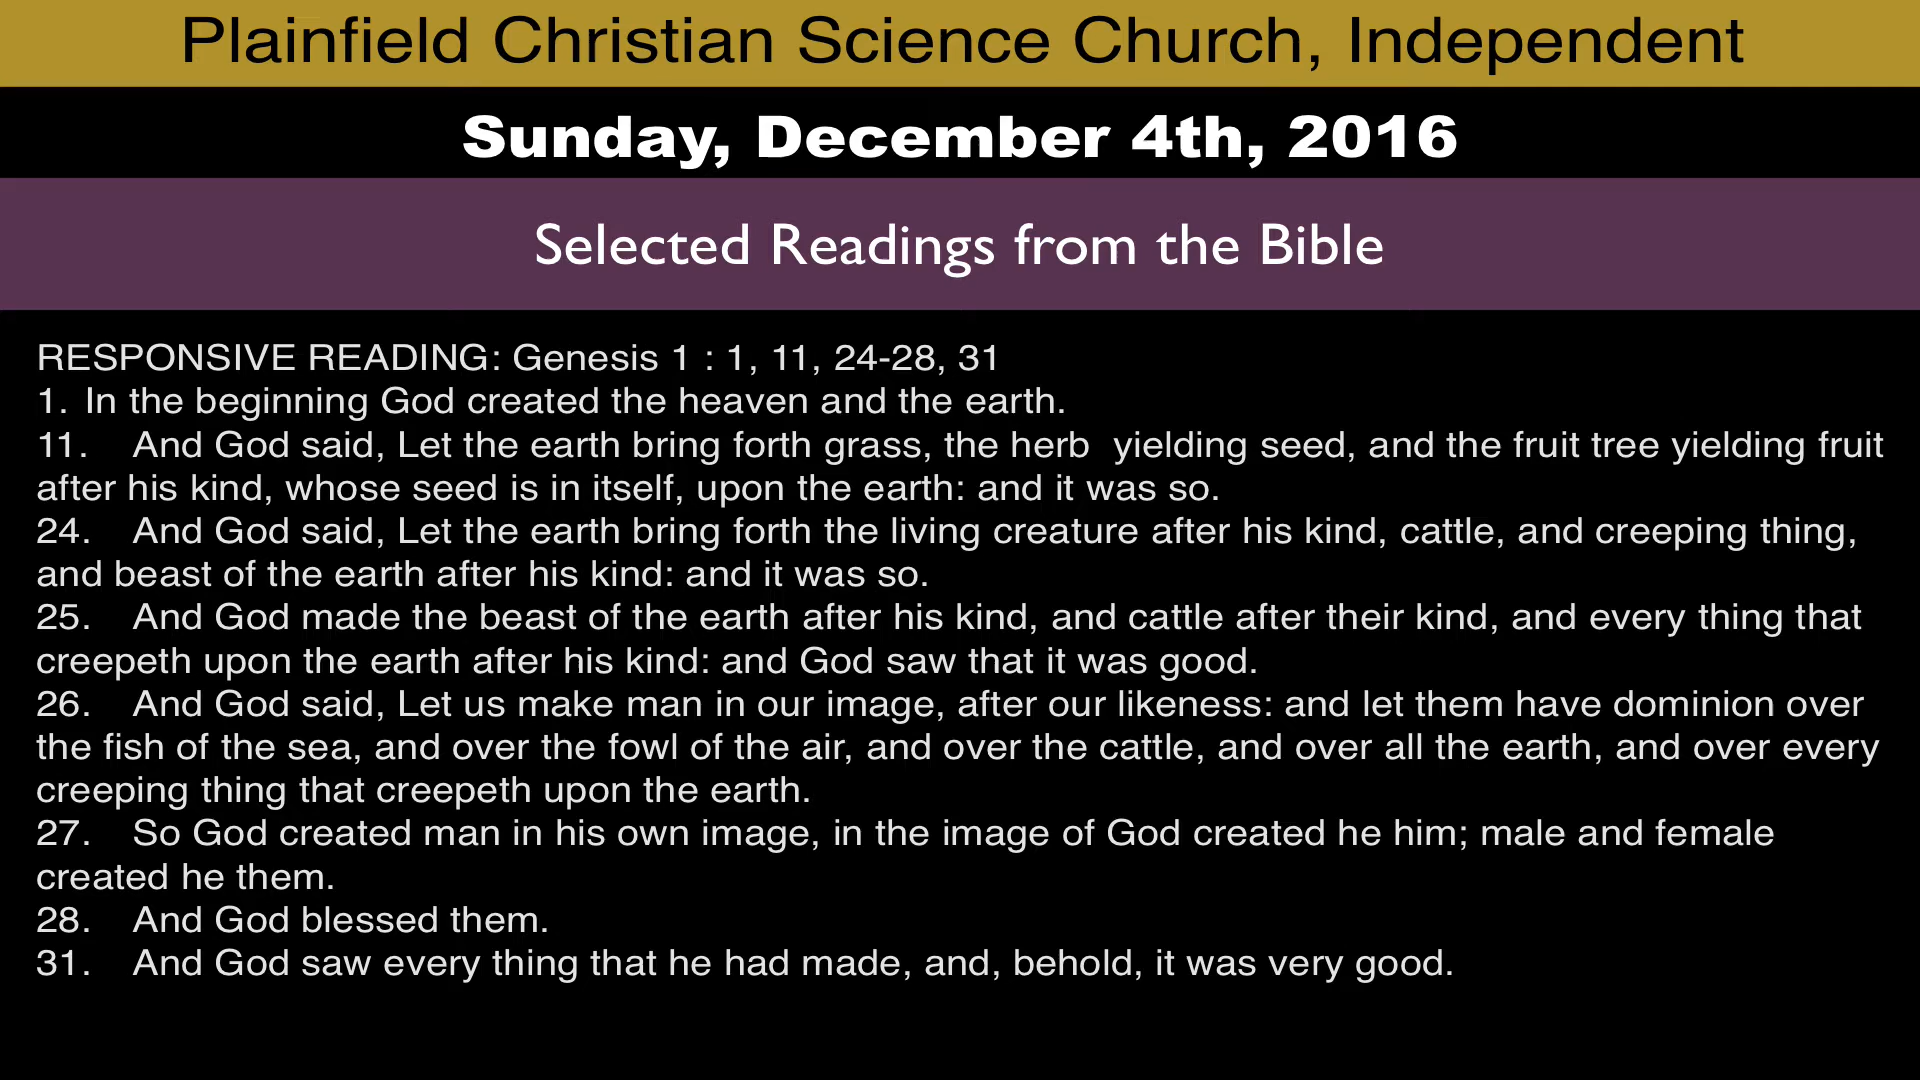 Plainfield Christian Science Church, Independent
Sunday, December 4th, 2016
Selected Readings from the Bible
RESPONSIVE READING: Genesis 1 : 1, 11, 24-28, 31
1. In the beginning God created the heaven and the earth.
11. And God said, Let the earth bring forth grass, the herb yielding seed, and the fruit tree yielding fruit
after his kind, whose seed is in itself, upon the earth: and it was so.
24. And God said, Let the earth bring forth the living creature after his kind, cattle, and creeping thing,
and beast of the earth after his kind: and it was so.
25. And God made the beast of the earth after his kind, and cattle after their kind, and every thing that
creepeth upon the earth after his kind: and God saw that it was good.
26. And God said, Let us make man in our image, after our likeness: and let them have dominion over
the fish of the sea, and over the fowl of the air, and over the cattle, and over all the earth, and over every
creeping thing that creepeth upon the earth.
27. So God created man in his own image, in the image of God created he him; male and female
created he them.
28. And God blessed them.
31. And God saw every thing that he had made, and, behold, it was very good.